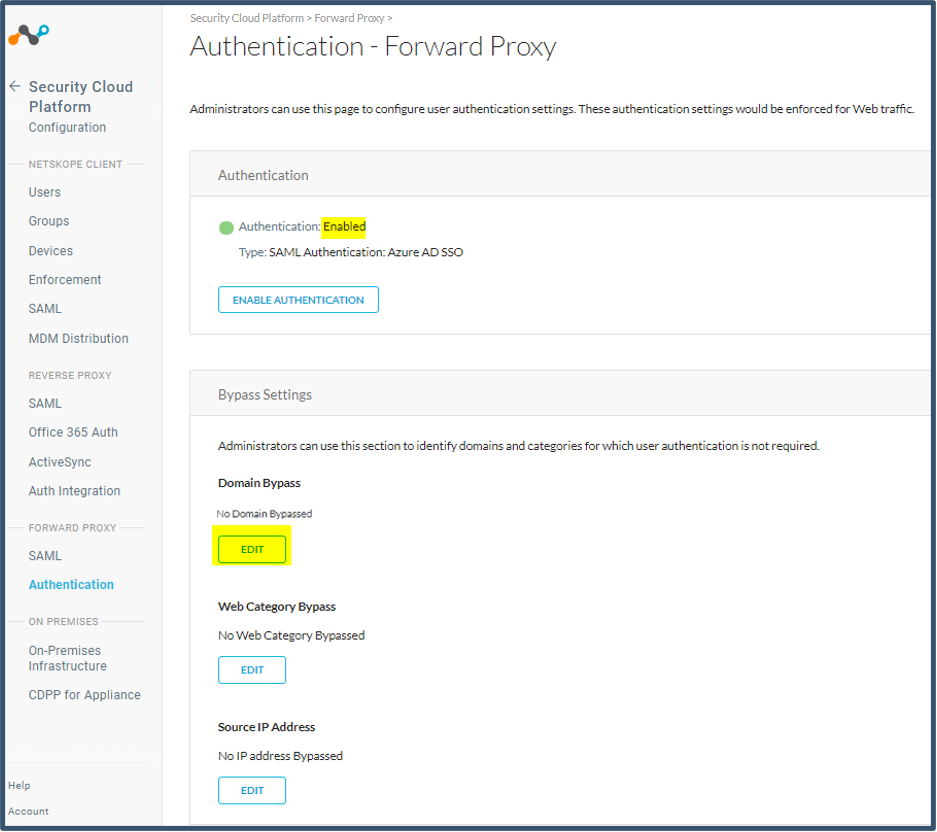 Security Cloud Platform > Forward Proxy >
Authentication - Forward Proxy
Administrators can use this page to configure user authentication settings. These authentication settings would be enforced for Web traffic.
Security Cloud
Platform
Configuration
NETSKOPE CLIENT
Users
Groups
Devices
Enforcement
SAML
MDM Distribution
REVERSE PROXY
SAML
Office 365 Auth
ActiveSync
Auth Integration
FORWARD PROXY
SAML
Authentication
ON PREMISES
On-Premises
Infrastructure
CDPP for Appliance
Help
Account
Authentication
Authentication: Enabled
Type: SAML Authentication: Azure AD SSO
ENABLE AUTHENTICATION
Bypass Settings
Administrators can use this section to identify domains and categories for which user authentication is not required.
Domain Bypass
No Domain Bypassed
EDIT
Web Category Bypass
No Web Category Bypassed
EDIT
Source IP Address
No IP address Bypassed
EDIT